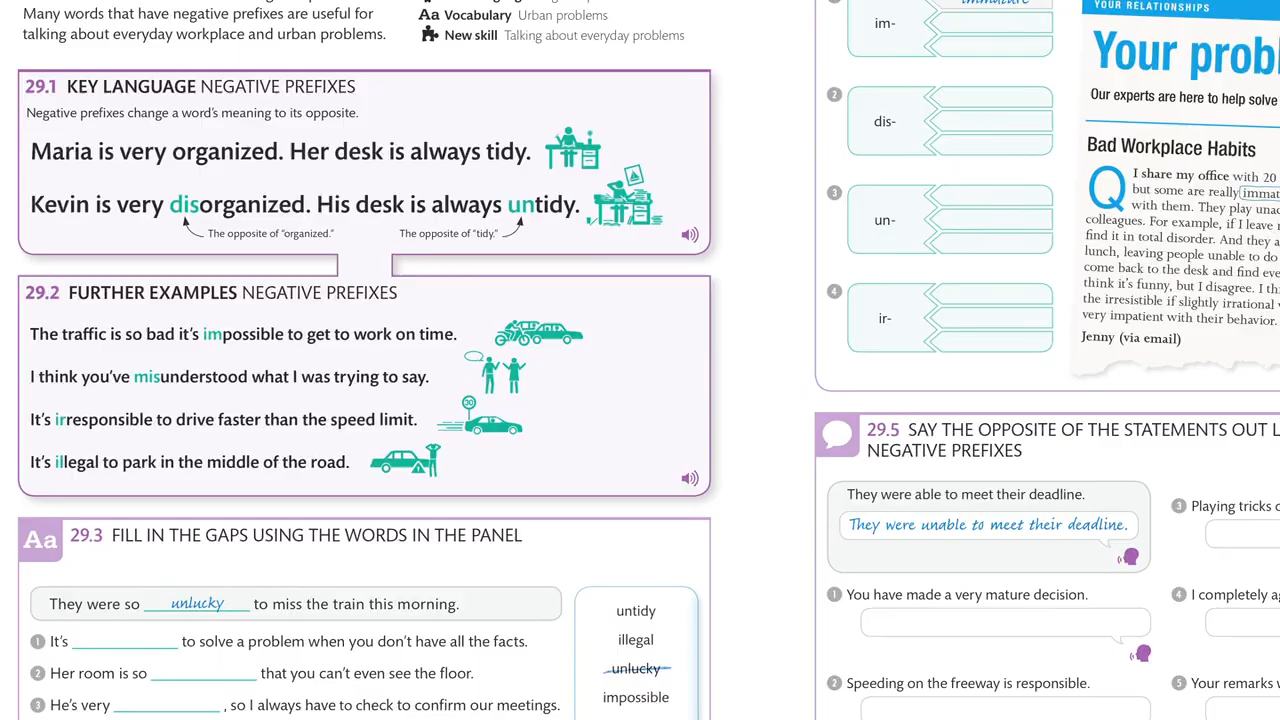 Many words that have negative prefixes are useful for
talking about everyday workplace and urban problems.
Aa Vocabulary Urban problems
New skill Talking about everyday problems
29.1 KEY LANGUAGE NEGATIVE PREFIXES
Negative prefixes change a word's meaning to its opposite.
Maria is very organized. Her desk is always tidy.
Kevin is very disorganized. His desk is always untidy.
The opposite of "organized."
The opposite of "tidy."
29.2 FURTHER EXAMPLES NEGATIVE PREFIXES
The traffic is so bad it's impossible to get to work on time.
I think you've misunderstood what I was trying to say.
It's irresponsible to drive faster than the speed limit.
30
It's illegal to park in the middle of the road.
Aa 29.3 FILL IN THE GAPS USING THE WORDS IN THE PANEL
They were so unlucky to miss the train this morning.
1 It's ____ to solve a problem when you don't have all the facts.
2 Her room is so ____ that you can't even see the floor.
3 He's very ____ , so I always have to check to confirm our meetings.
untidy
illegal
unlucky
impossible
immature
im-
2 dis-
3 un-
4 ir-
YOUR RELATIONSHIPS
Your probl
Our experts are here to help solve
Bad Workplace Habits
Q I share my office with 20
but some are really immat
with them. They play unac
colleagues. For example, if I leave m
find it in total disorder. And they a
lunch, leaving people unable to do
come back to the desk and find eve
think it's funny, but I disagree. I th
the irresistible if slightly irrational
very impatient with their behavior.
Jenny (via email)
29.5 SAY THE OPPOSITE OF THE STATEMENTS OUT L
NEGATIVE PREFIXES
They were able to meet their deadline.
They were unable to meet their deadline.
1 You have made a very mature decision.
2 Speeding on the freeway is responsible.
3 Playing tricks o
4 I completely ag
5 Your remarks w